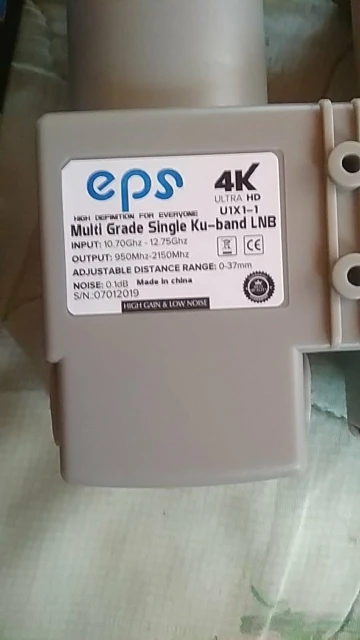 eps
4K
ULTRA HD
HIGH DEFINITION FOR EVERYONE
U1X1-1
Multi Grade Single Ku-band LNB
INPUT: 10.70Ghz - 12.75Ghz
OUTPUT: 950Mhz-2150Mhz
CE
ADJUSTABLE DISTANCE RANGE: 0-37mm
NOISE: 0.1dB Made in china
S/N.:07012019
HIGH GAIN & LOW NOISE